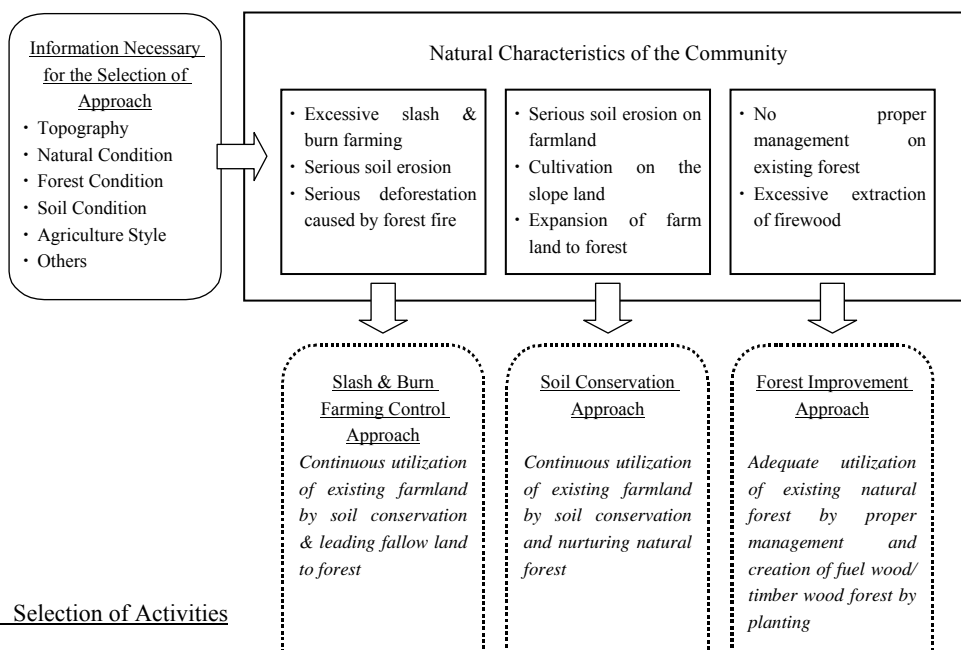 Information Necessary
for the Selection of
Approach
・ Topography
・ Natural Condition
・ Forest Condition
・ Soil Condition
・ Agriculture Style
・ Others
Natural Characteristics of the Community
・ Excessive slash &
burn farming
・ Serious soil erosion
・ Serious deforestation
caused by forest fire
・ Serious soil erosion on
farmland
・ Cultivation on the
slope land
・ Expansion of farm
land to forest
・ No proper
management on
existing forest
・ Excessive extraction
of firewood
Slash & Burn
Farming Control
Approach
Continuous utilization
of existing farmland
by soil conservation
& leading fallow land
to forest
Soil Conservation
Approach
Continuous utilization
of existing farmland
by soil conservation
and nurturing natural
forest
Forest Improvement
Approach
Adequate utilization
of existing natural
forest by proper
management and
creation of fuel wood/
timber wood forest by
planting
Selection of Activities